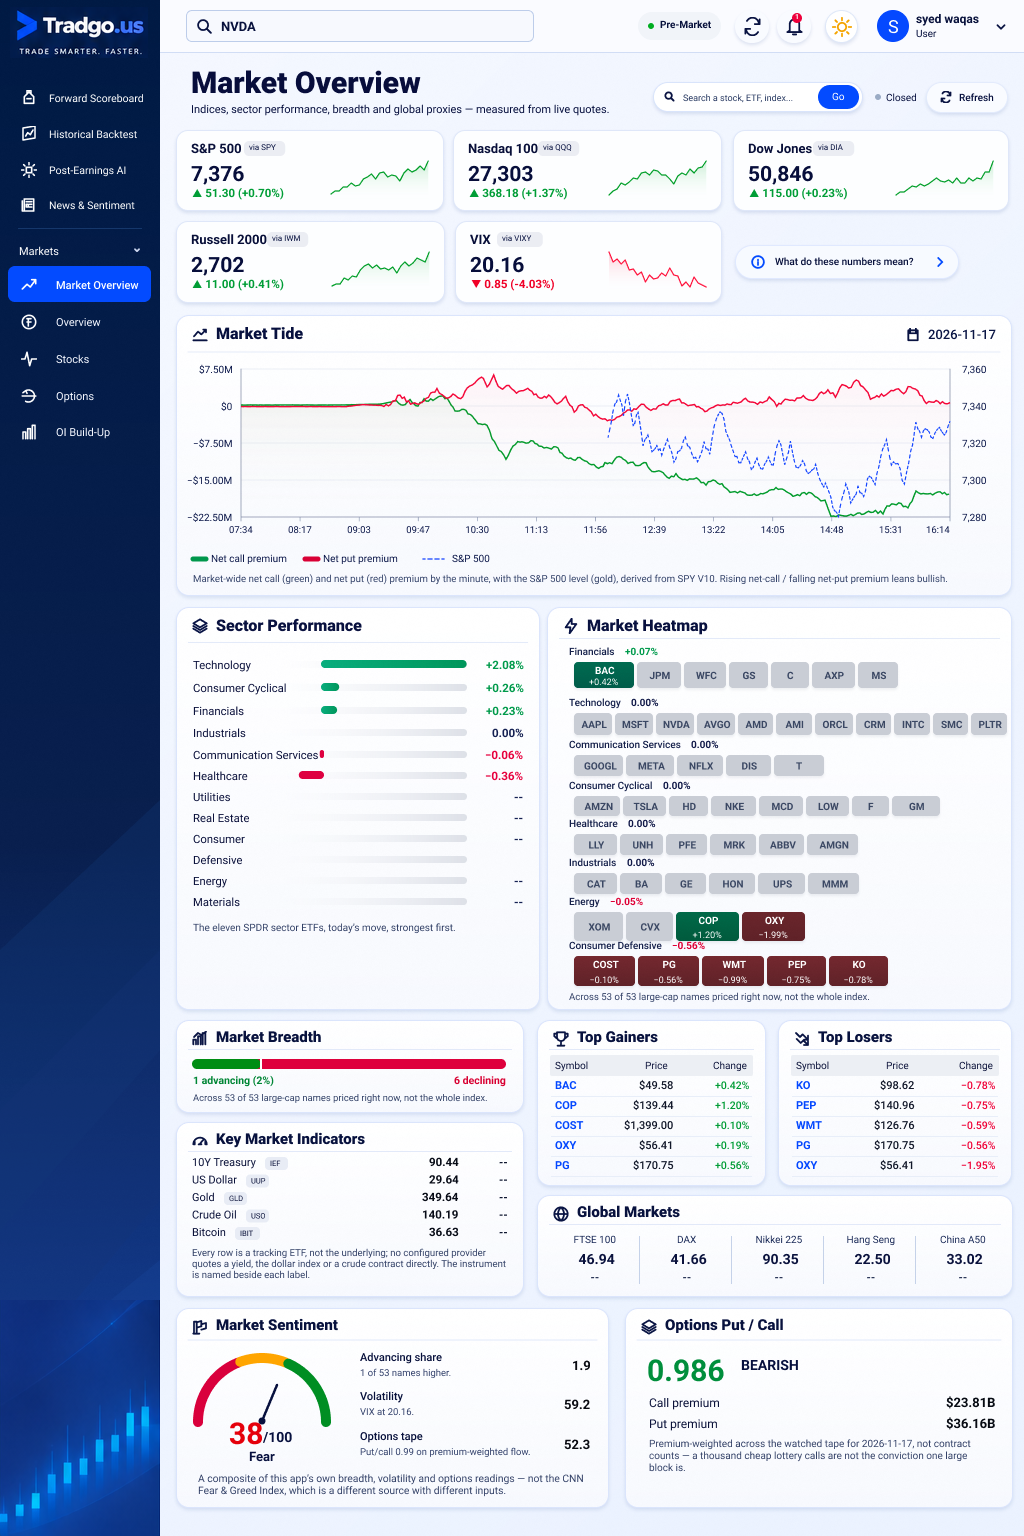 Tradgo.us
TRADE SMARTER. FASTER.
NVDA
Pre-Market
1
S
syed waqas
User
Forward Scoreboard
Historical Backtest
Post-Earnings AI
News & Sentiment
Markets
Market Overview
Overview
Stocks
Options
OI Build-Up
Market Overview
Indices, sector performance, breadth and global proxies — measured from live quotes.
Search a stock, ETF, index...
Go
Closed
Refresh
S&P 500 via SPY
7,376
▲ 51.30 (+0.70%)
Nasdaq 100 via QQQ
27,303
▲ 368.18 (+1.37%)
Dow Jones via DIA
50,846
▲ 115.00 (+0.23%)
Russell 2000 via IWM
2,702
▲ 11.00 (+0.41%)
VIX via VIXY
20.16
▼ 0.85 (-4.03%)
What do these numbers mean?
Market Tide
2026-11-17
$7.50M
$0
−$7.50M
−$15.00M
−$22.50M
7,360
7,340
7,320
7,300
7,280
07:34 08:17 09:03 09:47 10:30 11:13 11:56 12:39 13:22 14:05 14:48 15:31 16:14
Net call premium Net put premium S&P 500
Market-wide net call (green) and net put (red) premium by the minute, with the S&P 500 level (gold), derived from SPY V10. Rising net-call / falling net-put premium leans bullish.
Sector Performance
Technology +2.08%
Consumer Cyclical +0.26%
Financials +0.23%
Industrials 0.00%
Communication Services −0.06%
Healthcare −0.36%
Utilities --
Real Estate --
Consumer --
Defensive
Energy --
Materials --
The eleven SPDR sector ETFs, today's move, strongest first.
Market Heatmap
Financials +0.07%
BAC JPM WFC GS C AXP MS
+0.42%
Technology 0.00%
AAPL MSFT NVDA AVGO AMD AMI ORCL CRM INTC SMC PLTR
Communication Services 0.00%
GOOGL META NFLX DIS T
Consumer Cyclical 0.00%
AMZN TSLA HD NKE MCD LOW F GM
Healthcare 0.00%
LLY UNH PFE MRK ABBV AMGN
Industrials 0.00%
CAT BA GE HON UPS MMM
Energy −0.05%
XOM CVX COP OXY
+1.20% −1.99%
Consumer Defensive −0.56%
COST PG WMT PEP KO
−0.10% −0.56% −0.99% −0.75% −0.78%
Across 53 of 53 large-cap names priced right now, not the whole index.
Market Breadth
1 advancing (2%) 6 declining
Across 53 of 53 large-cap names priced right now, not the whole index.
Key Market Indicators
10Y Treasury IEF 90.44 --
US Dollar UUP 29.64 --
Gold GLD 349.64 --
Crude Oil USO 140.19 --
Bitcoin IBIT 36.63 --
Every row is a tracking ETF, not the underlying; no configured provider
quotes a yield, the dollar index or a crude contract directly. The instrument
is named beside each label.
Top Gainers
Symbol Price Change
BAC $49.58 +0.42%
COP $139.44 +1.20%
COST $1,399.00 +0.10%
OXY $56.41 +0.19%
PG $170.75 +0.56%
Top Losers
Symbol Price Change
KO $98.62 −0.78%
PEP $140.96 −0.75%
WMT $126.76 −0.59%
PG $170.75 −0.56%
OXY $56.41 −1.95%
Global Markets
FTSE 100 DAX Nikkei 225 Hang Seng China A50
46.94 41.66 90.35 22.50 33.02
-- -- -- -- --
Market Sentiment
38/100
Fear
Advancing share
1 of 53 names higher.
1.9
Volatility
VIX at 20.16.
59.2
Options tape
Put/call 0.99 on premium-weighted flow.
52.3
A composite of this app's own breadth, volatility and options readings — not the CNN
Fear & Greed Index, which is a different source with different inputs.
Options Put / Call
0.986 BEARISH
Call premium $23.81B
Put premium $36.16B
Premium-weighted across the watched tape for 2026-11-17, not contract
counts — a thousand cheap lottery calls are not the conviction one large
block is.